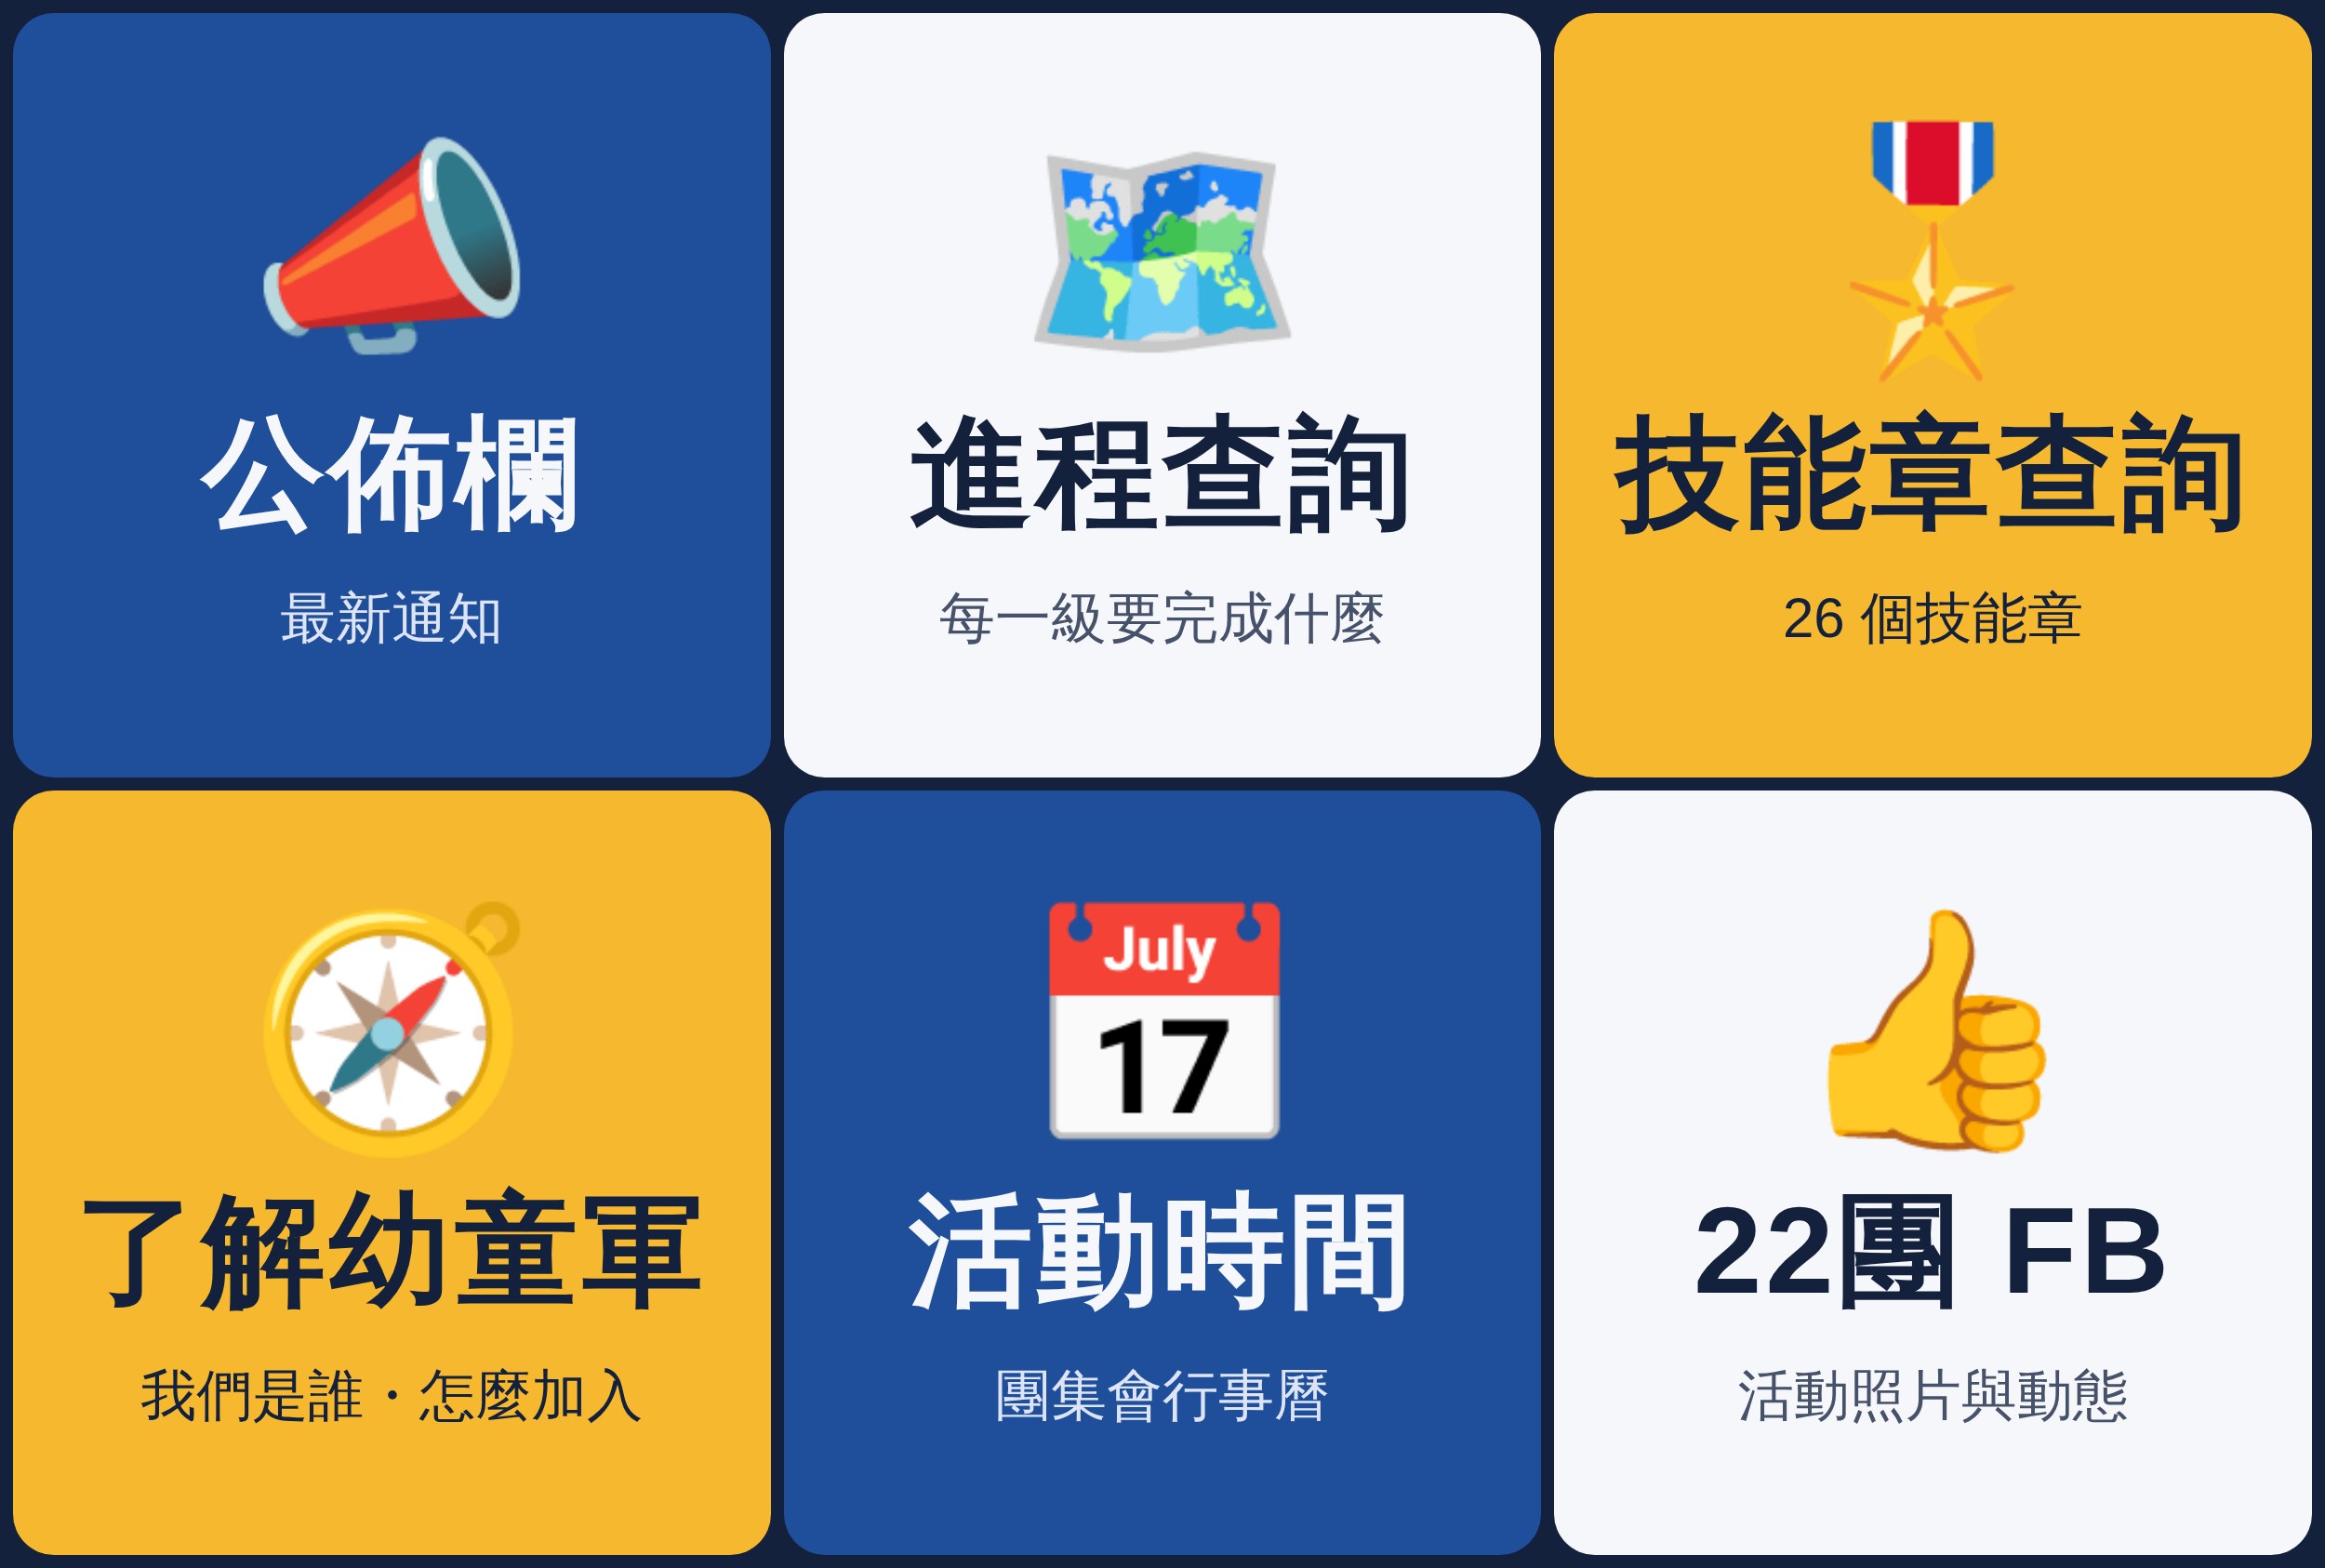 公佈欄
最新通知
進程查詢
每一級要完成什麼
技能章查詢
26 個技能章
了解幼童軍
我們是誰・怎麼加入
July
17
活動時間
團集會行事曆
22團 FB
活動照片與動態